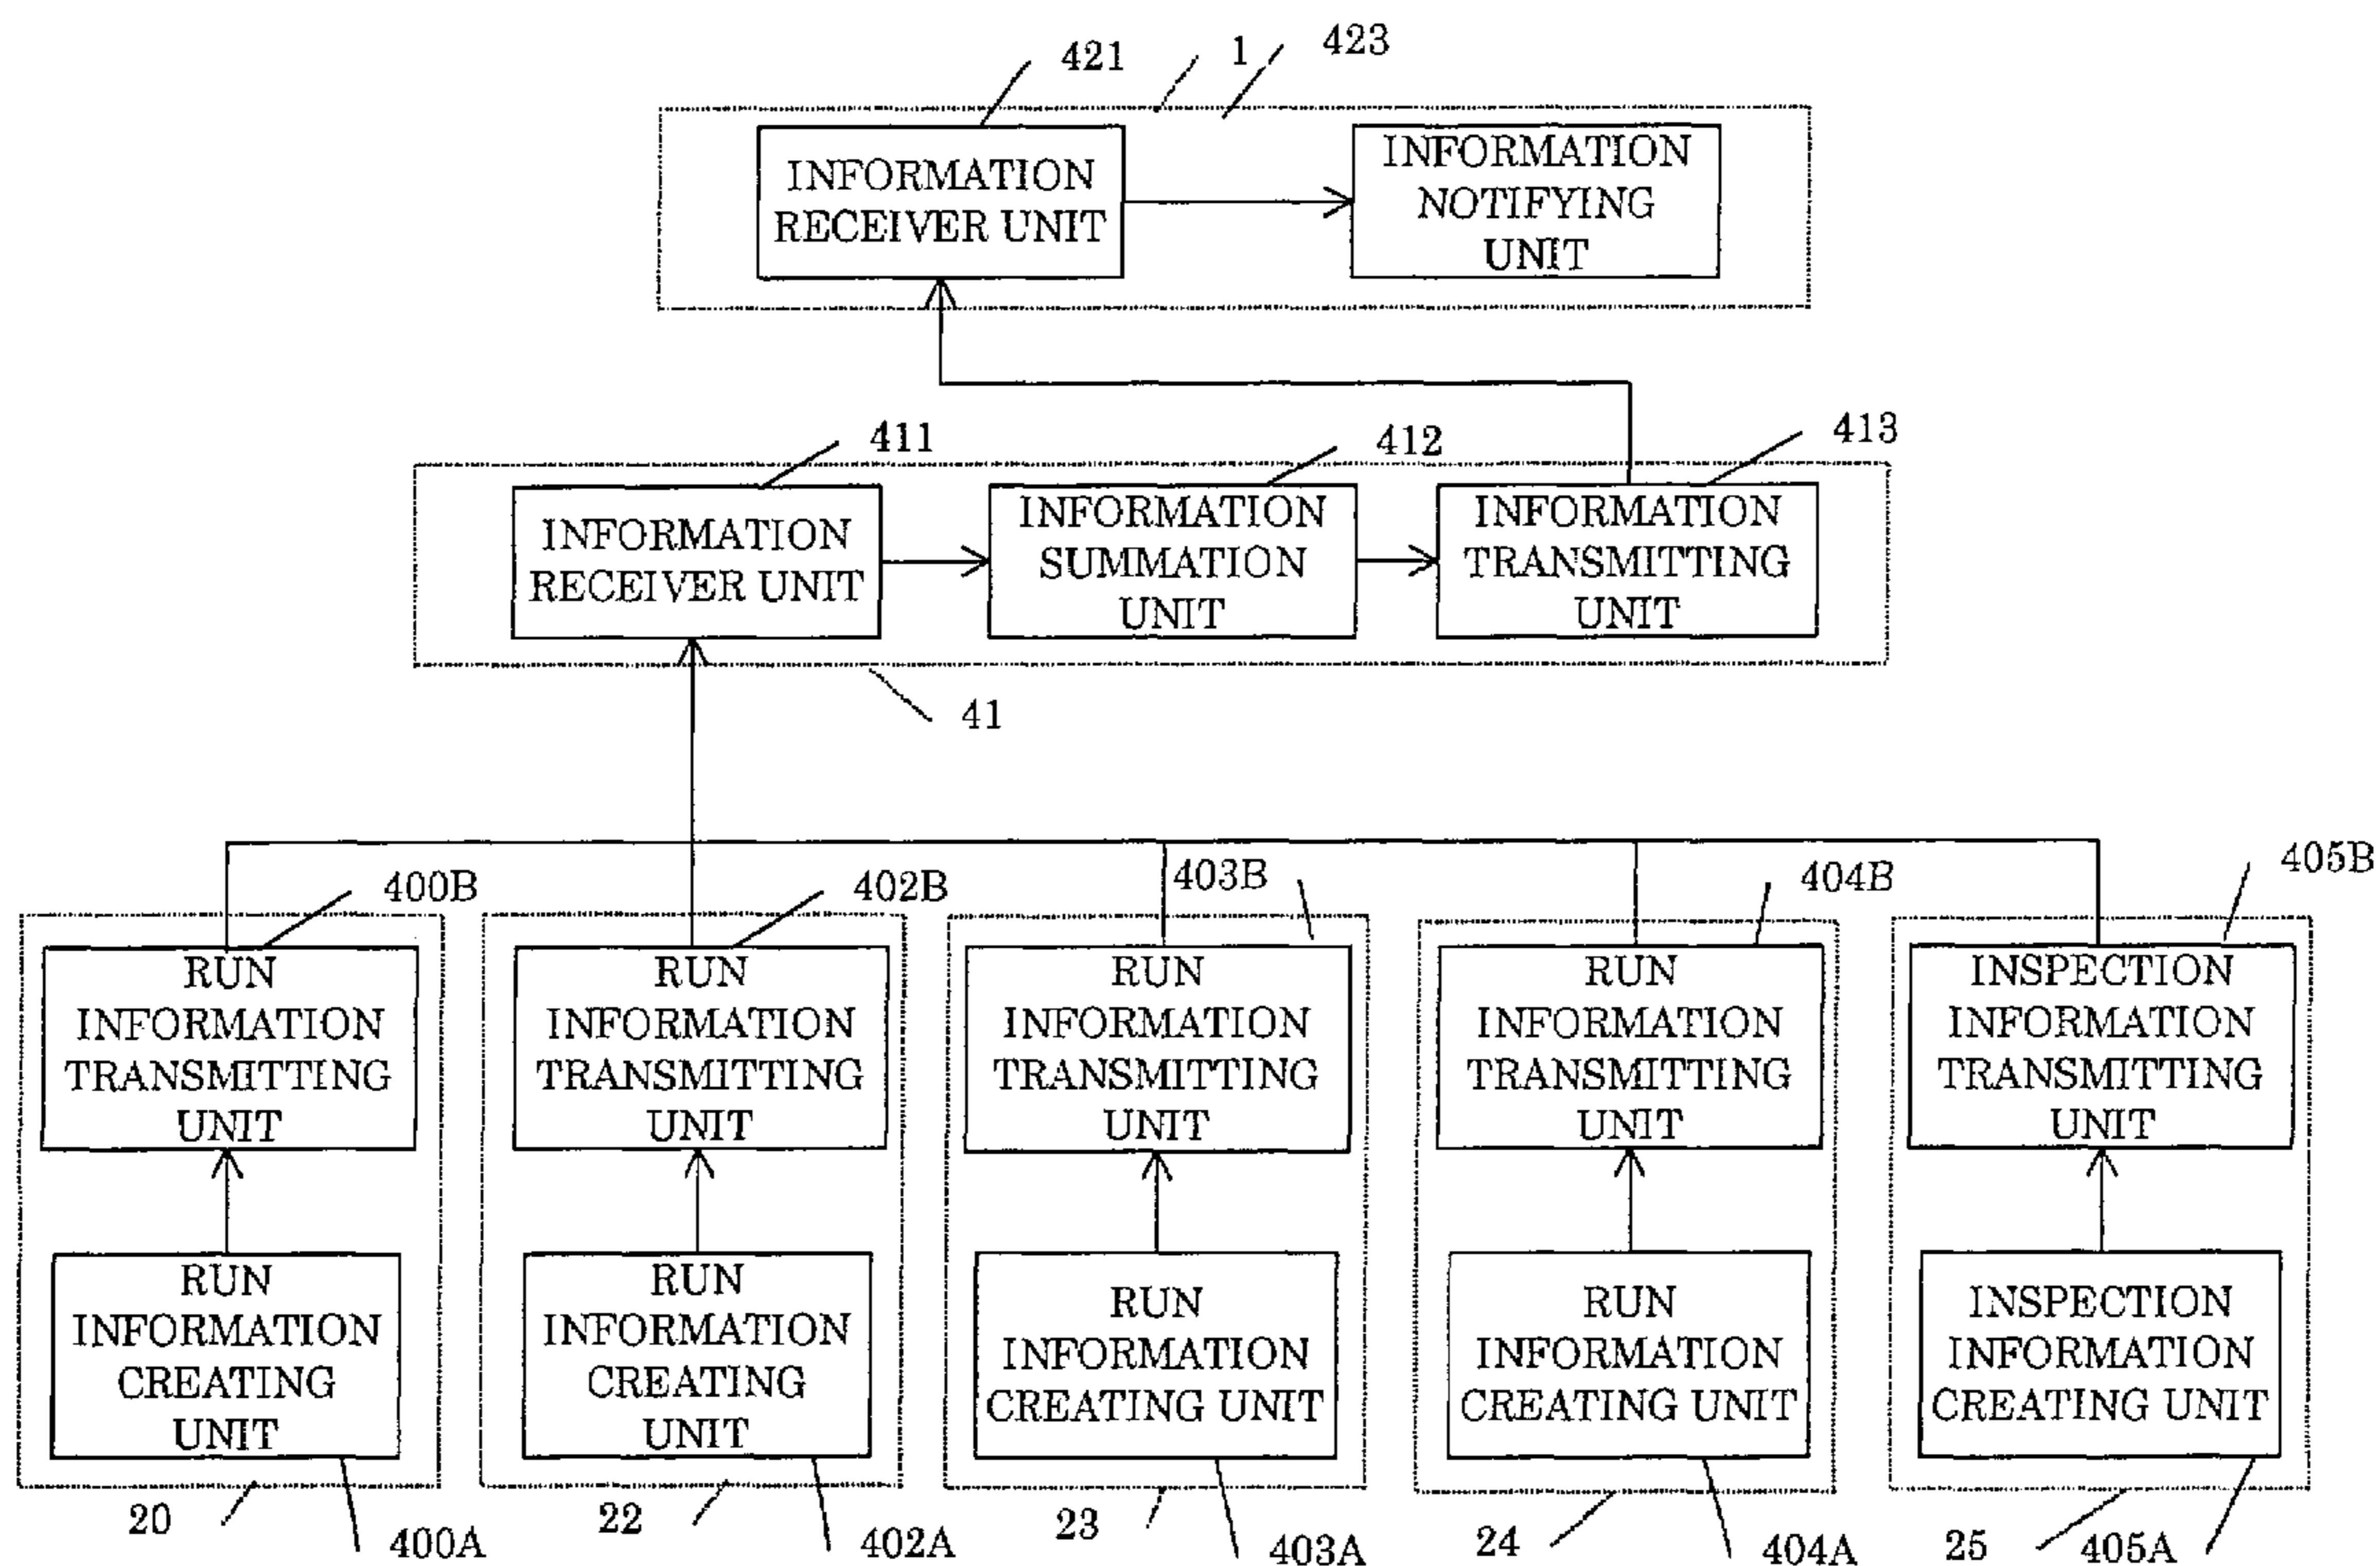 421
1
423
INFORMATION
RECEIVER UNIT
INFORMATION
NOTIFYING
UNIT
411
412
413
INFORMATION
RECEIVER UNIT
INFORMATION
SUMMATION
UNIT
INFORMATION
TRANSMITTING
UNIT
41
400B
402B
403B
404B
405B
RUN
INFORMATION
TRANSMITTING
UNIT
RUN
INFORMATION
TRANSMITTING
UNIT
RUN
INFORMATION
TRANSMITTING
UNIT
RUN
INFORMATION
TRANSMITTING
UNIT
INSPECTION
INFORMATION
TRANSMITTING
UNIT
RUN
INFORMATION
CREATING
UNIT
RUN
INFORMATION
CREATING
UNIT
RUN
INFORMATION
CREATING UNIT
RUN
INFORMATION
CREATING UNIT
INSPECTION
INFORMATION
CREATING UNIT
20
400A
22
402A
23
403A
24
404A
25
405A